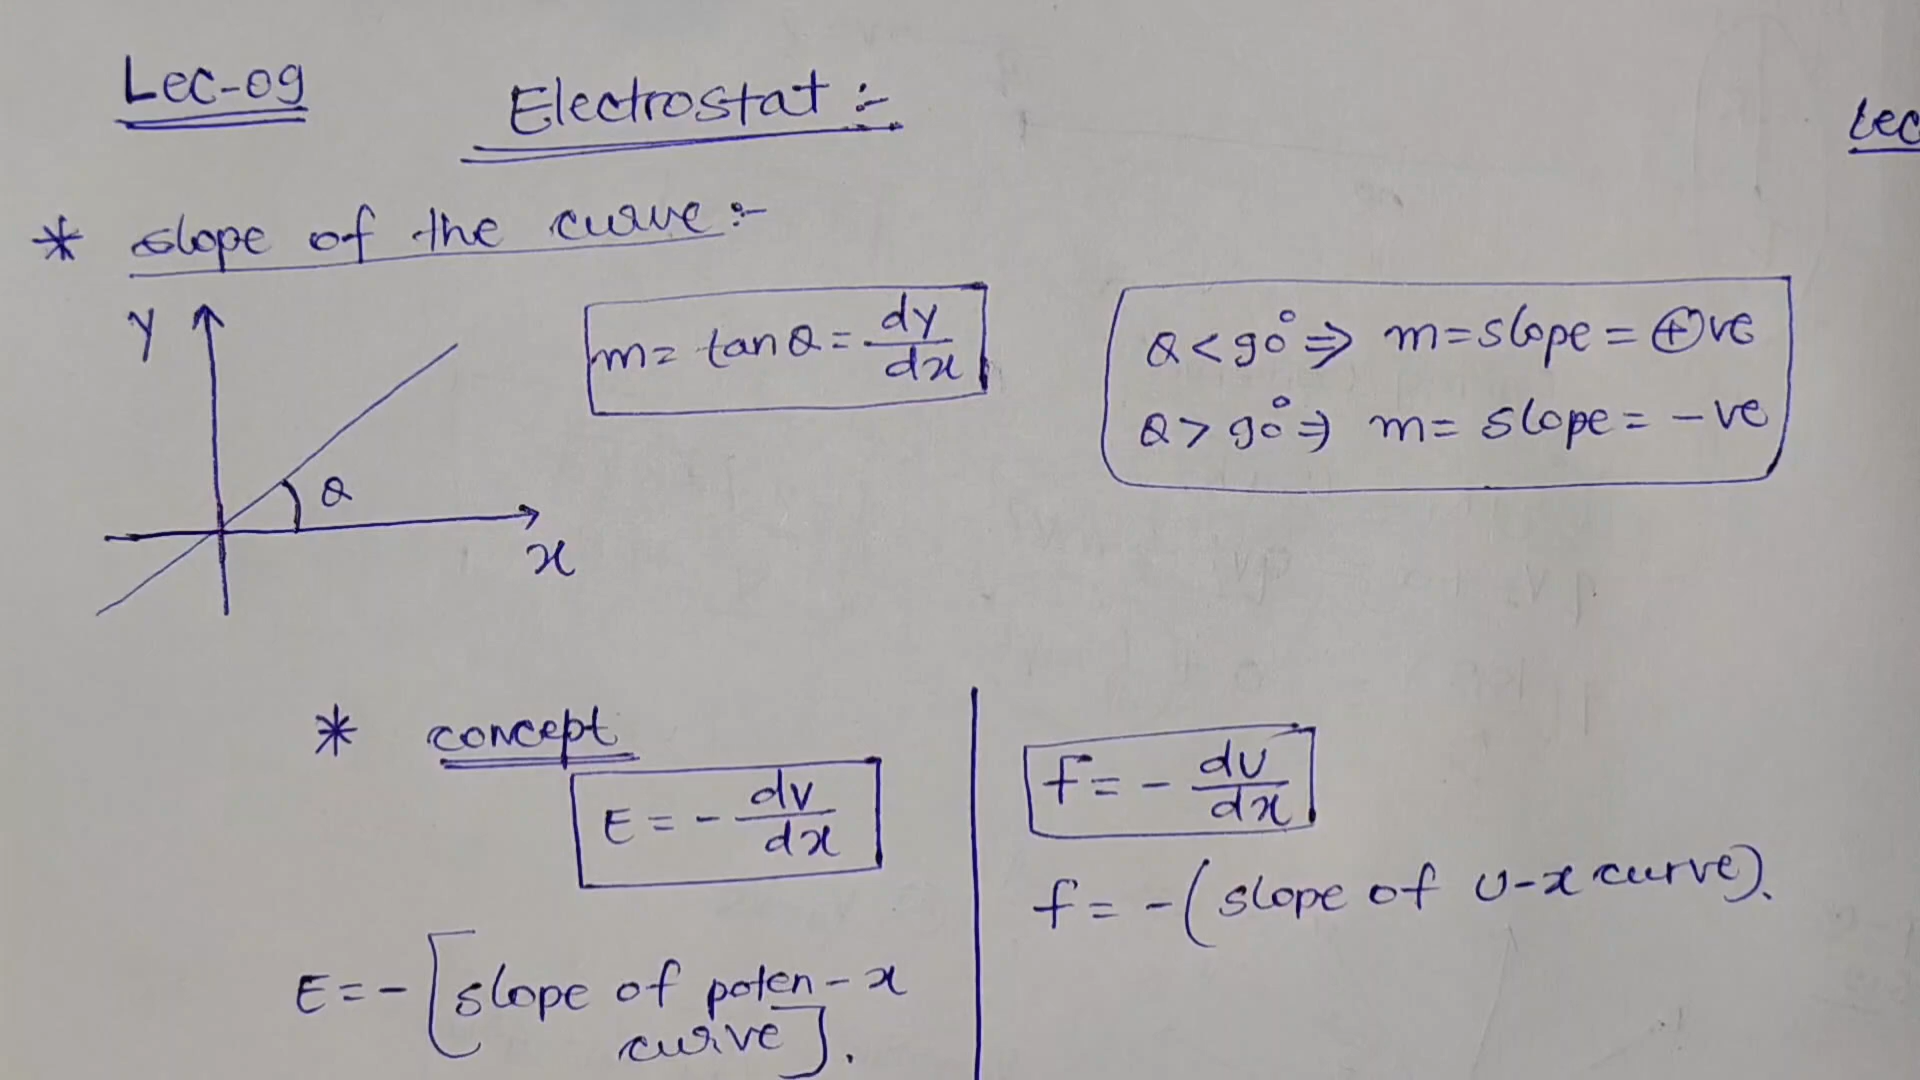 Lec-09
Electrostat :-
Lec
* slope of the curve :-
y
x
θ
m = tan θ = dy/dx
θ < 90° ⇒ m = slope = ⊕ve
θ > 90° ⇒ m = slope = -ve
* concept
E = - dv/dx
E = - [slope of poten - x
curve].
f = - dU/dx
f = - (slope of U-x curve).